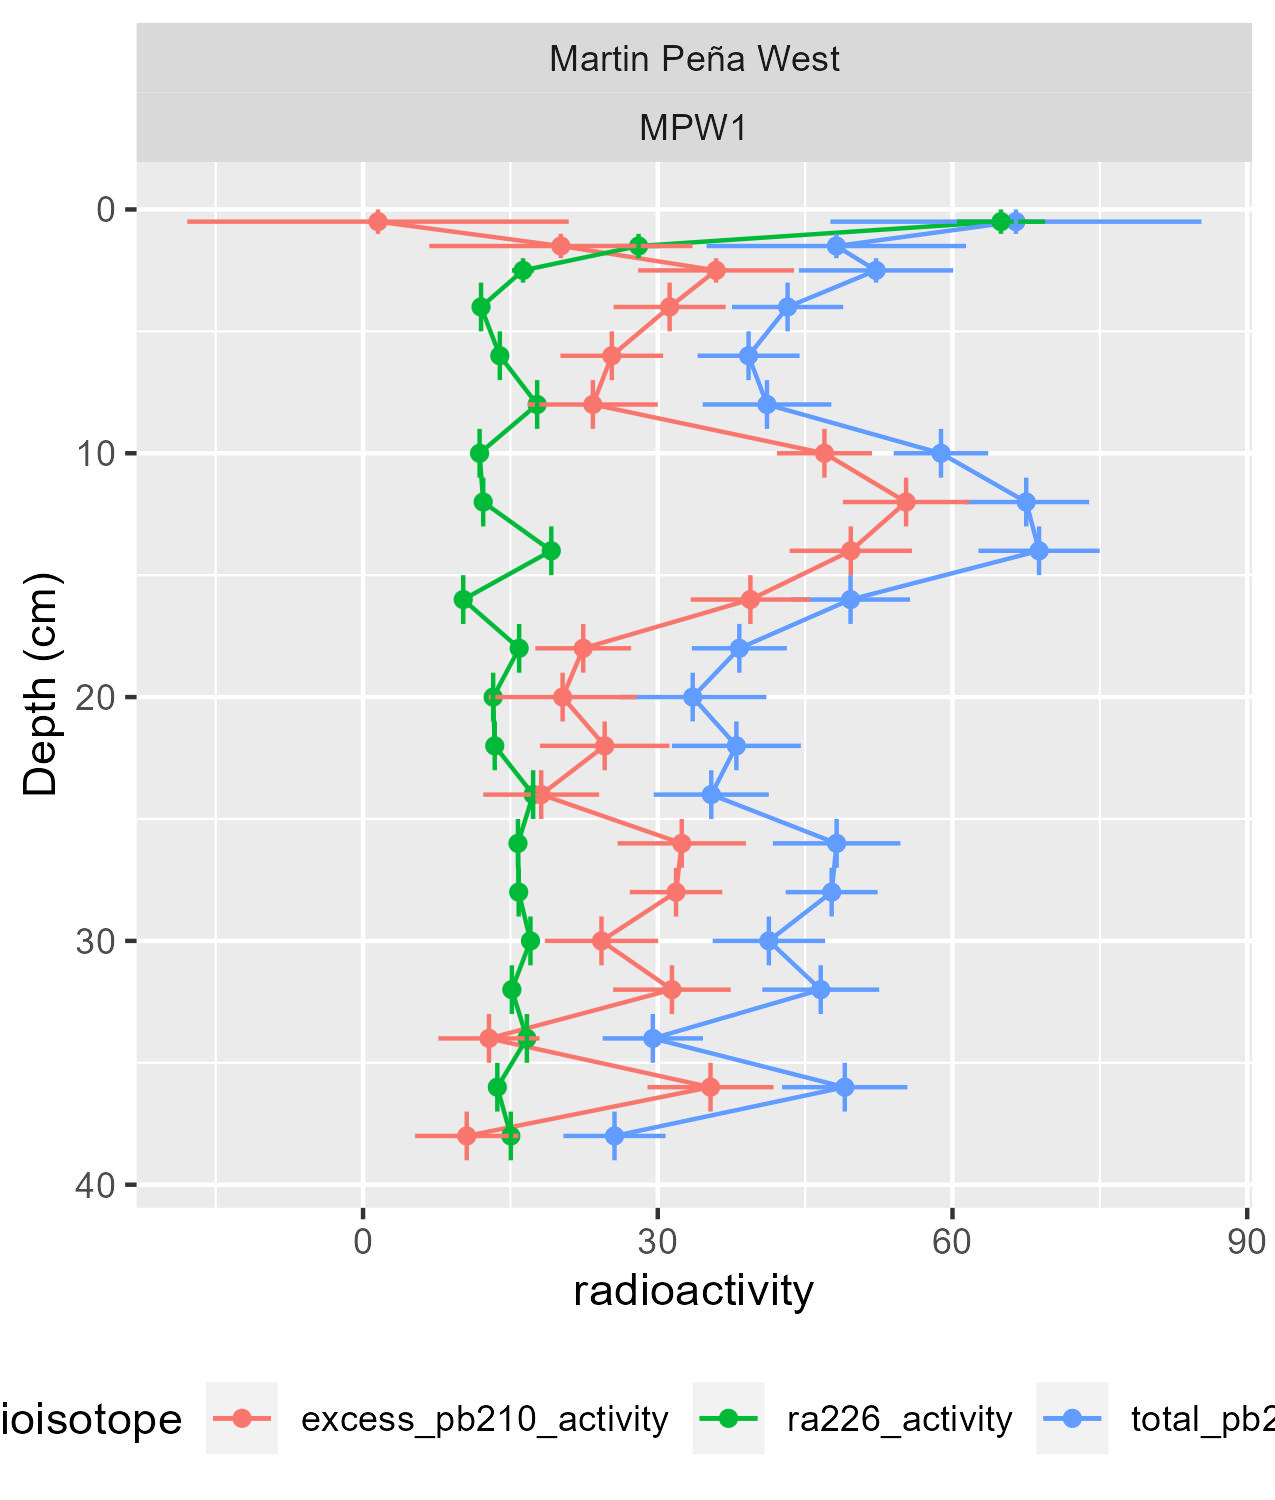 Martin Peña West
MPW1
0
10
20
30
40
Depth (cm)
0 30 60 90
radioactivity
ioisotope excess_pb210_activity ra226_activity total_pb2